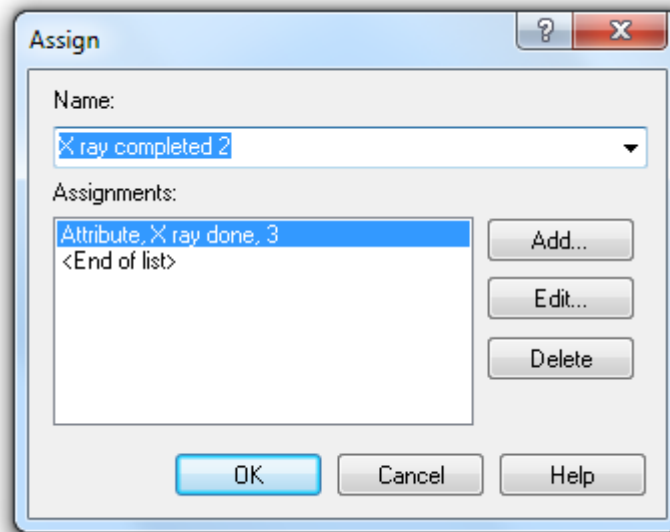 Assign
Name:
X ray completed 2
Assignments:
Attribute, X ray done, 3
<End of list>
Add...
Edit...
Delete
OK
Cancel
Help